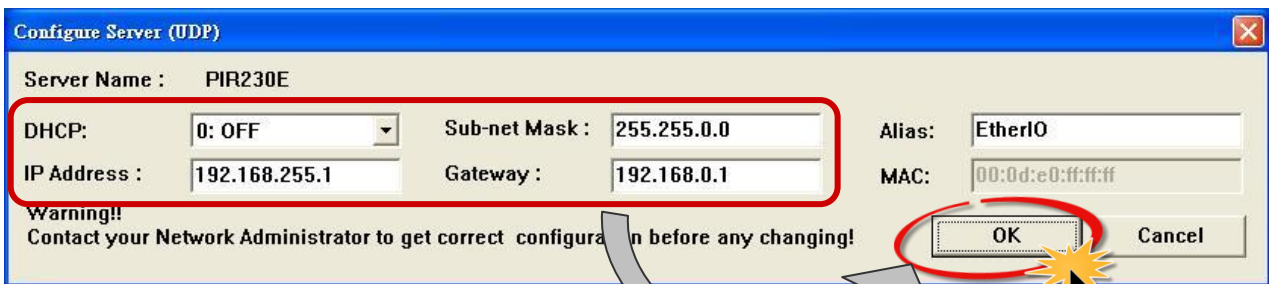 Configure Server (UDP)
Server Name : PIR230E
DHCP: 0: OFF Sub-net Mask : 255.255.0.0 Alias: EtherIO
IP Address : 192.168.255.1 Gateway : 192.168.0.1 MAC: 00:0d:e0:ff:ff:ff
Warning!!
Contact your Network Administrator to get correct before any changing!
OK Cancel